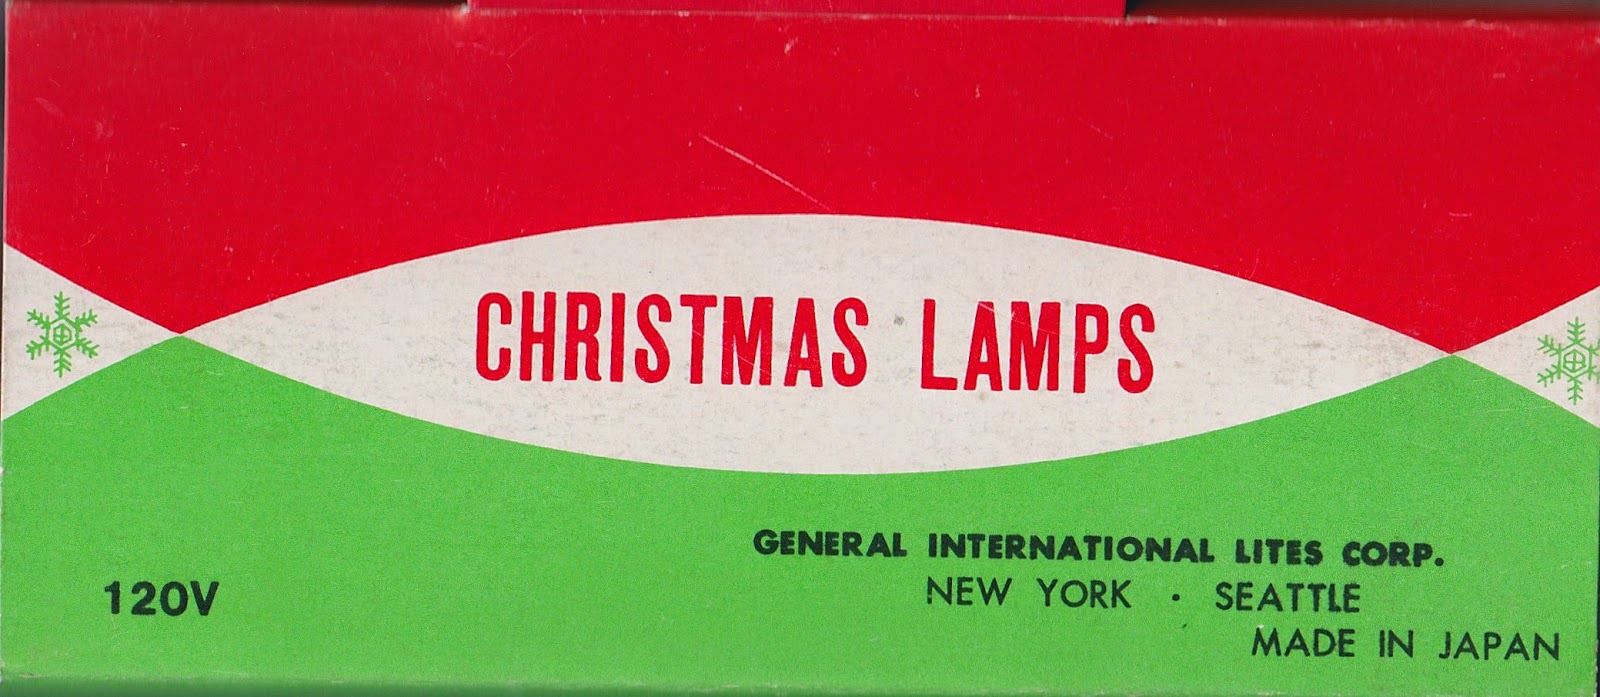 CHRISTMAS LAMPS
GENERAL INTERNATIONAL LITES CORP.
NEW YORK · SEATTLE
120V
MADE IN JAPAN